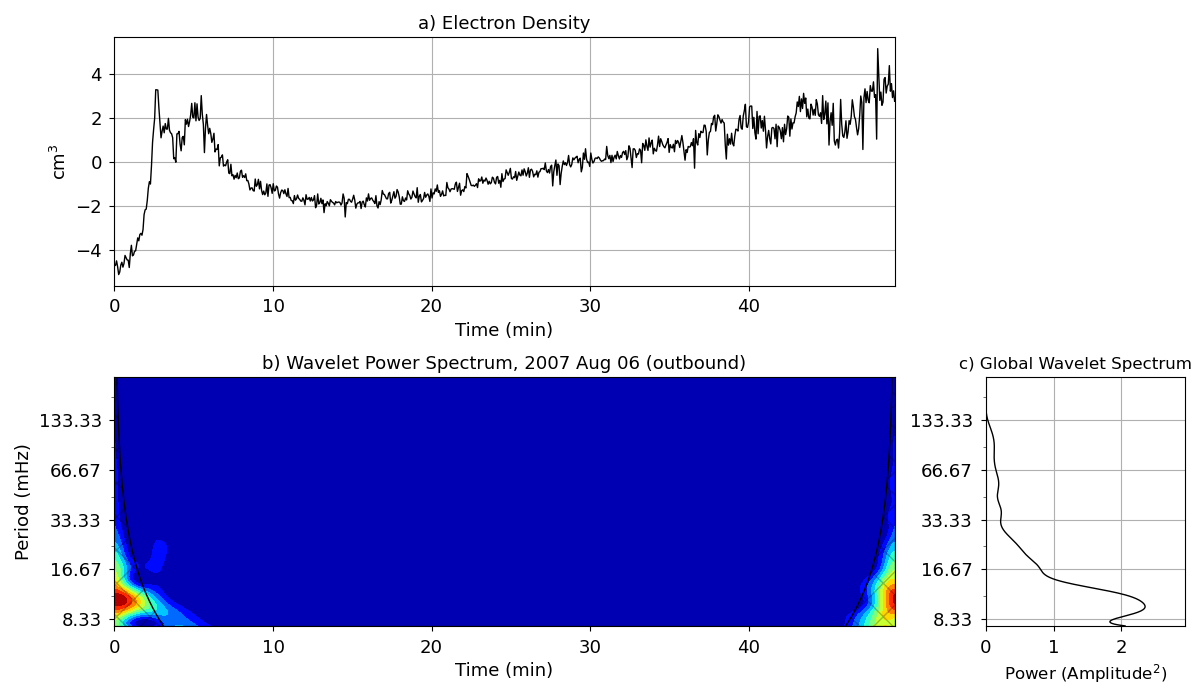 a) Electron Density
4
2
0
−2
−4
cm³
0 10 20 30 40
Time (min)
b) Wavelet Power Spectrum, 2007 Aug 06 (outbound)
133.33
66.67
33.33
16.67
8.33
Period (mHz)
0 10 20 30 40
Time (min)
c) Global Wavelet Spectrum
133.33
66.67
33.33
16.67
8.33
0 1 2
Power (Amplitude²)